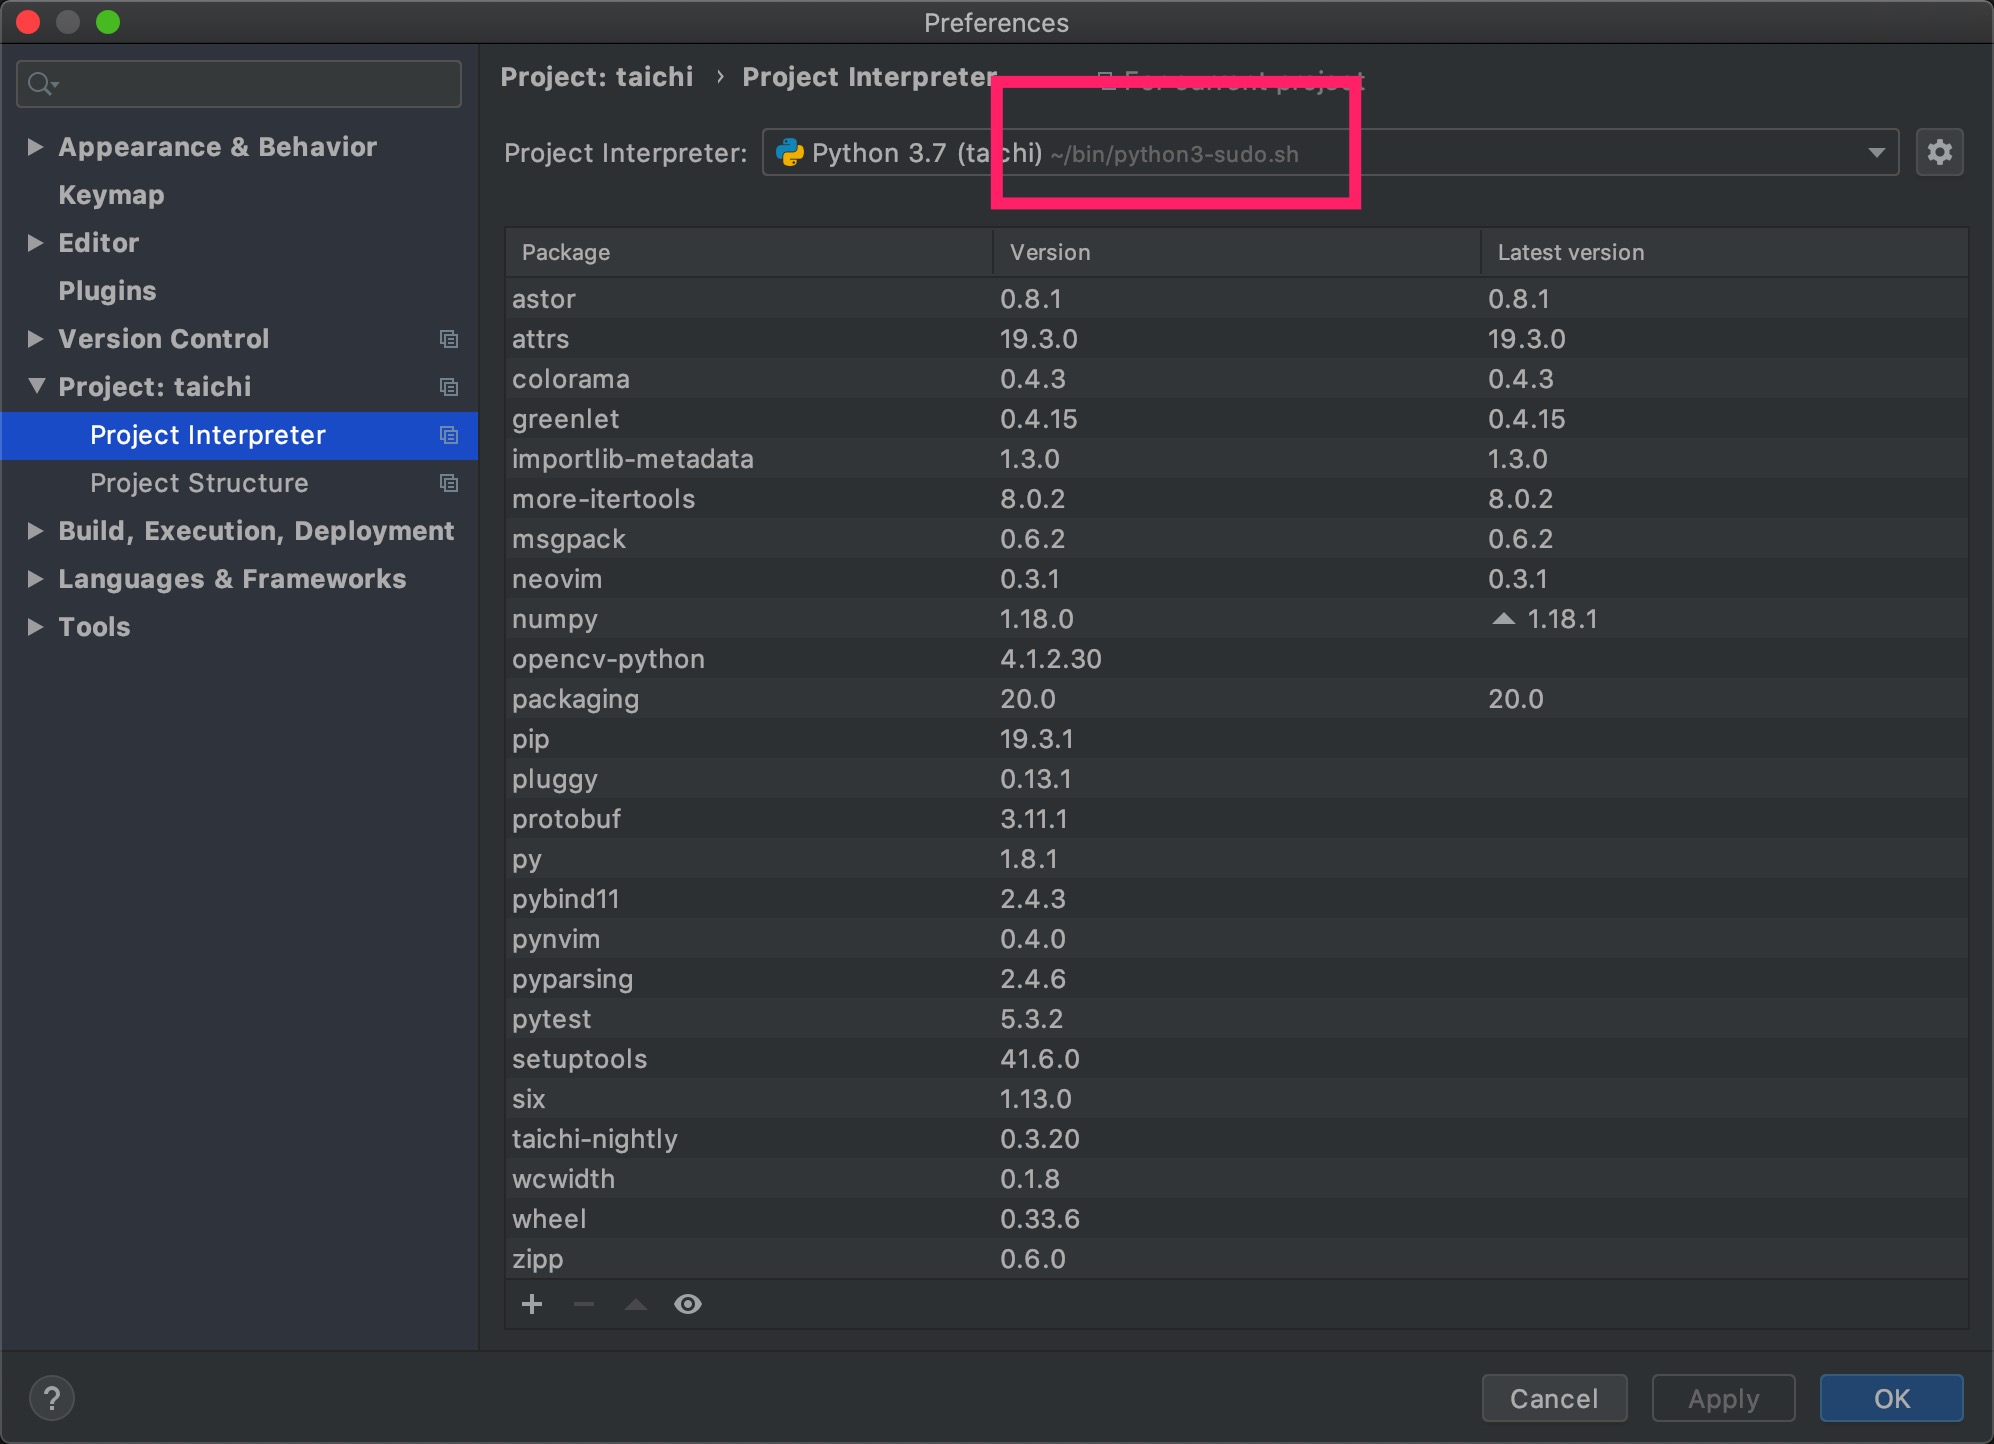 Preferences
Project: taichi › Project Interpreter
For current project
Project Interpreter: Python 3.7 (taichi) ~/bin/python3-sudo.sh
Appearance & Behavior
Keymap
Editor
Plugins
Version Control
Project: taichi
Project Interpreter
Project Structure
Build, Execution, Deployment
Languages & Frameworks
Tools
Package Version Latest version
astor 0.8.1 0.8.1
attrs 19.3.0 19.3.0
colorama 0.4.3 0.4.3
greenlet 0.4.15 0.4.15
importlib-metadata 1.3.0 1.3.0
more-itertools 8.0.2 8.0.2
msgpack 0.6.2 0.6.2
neovim 0.3.1 0.3.1
numpy 1.18.0 1.18.1
opencv-python 4.1.2.30
packaging 20.0 20.0
pip 19.3.1
pluggy 0.13.1
protobuf 3.11.1
py 1.8.1
pybind11 2.4.3
pynvim 0.4.0
pyparsing 2.4.6
pytest 5.3.2
setuptools 41.6.0
six 1.13.0
taichi-nightly 0.3.20
wcwidth 0.1.8
wheel 0.33.6
zipp 0.6.0
?
Cancel Apply OK